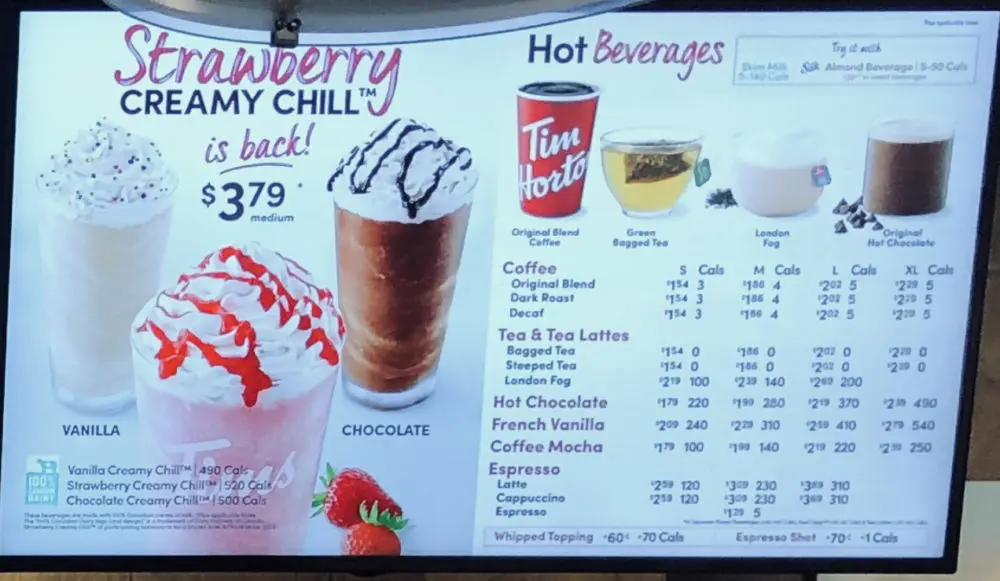 Strawberry
CREAMY CHILL™
is back!
$3.79*
medium
VANILLA
CHOCOLATE
Tims
100%
CANADIAN
DAIRY
Vanilla Creamy Chill™ | 490 Cals
Strawberry Creamy Chill™ | 520 Cals
Chocolate Creamy Chill™ | 500 Cals
Plus applicable taxes
Hot Beverages
Try it with
Skim Milk
Silk Almond Beverage | 5-50 Cals
Tim
Horto
Original Blend
Coffee
Green
Bagged Tea
London
Fog
Original
Hot Chocolate
Coffee S Cals M Cals L Cals XL Cals
Original Blend $1.54 3 $1.86 4 $2.02 5 $2.29 5
Dark Roast $1.54 3 $1.86 4 $2.02 5 $2.29 5
Decaf $1.54 3 $1.86 4 $2.02 5 $2.29 5
Tea & Tea Lattes
Bagged Tea $1.54 0 $1.86 0 $2.02 0 $2.29 0
Steeped Tea $1.54 0 $1.86 0 $2.02 0 $2.29 0
London Fog $2.19 100 $2.39 140 $2.69 200
Hot Chocolate $1.79 220 $1.99 280 $2.19 370 $2.39 490
French Vanilla $2.09 240 $2.29 310 $2.59 410 $2.79 540
Coffee Mocha $1.79 100 $1.99 140 $2.19 220 $2.39 250
Espresso
Latte $2.59 120 $3.09 230 $3.69 310
Cappuccino $2.59 120 $3.09 230 $3.69 310
Espresso $1.29 5
Whipped Topping +60¢ +70 Cals
Espresso Shot +70¢ +1 Cals